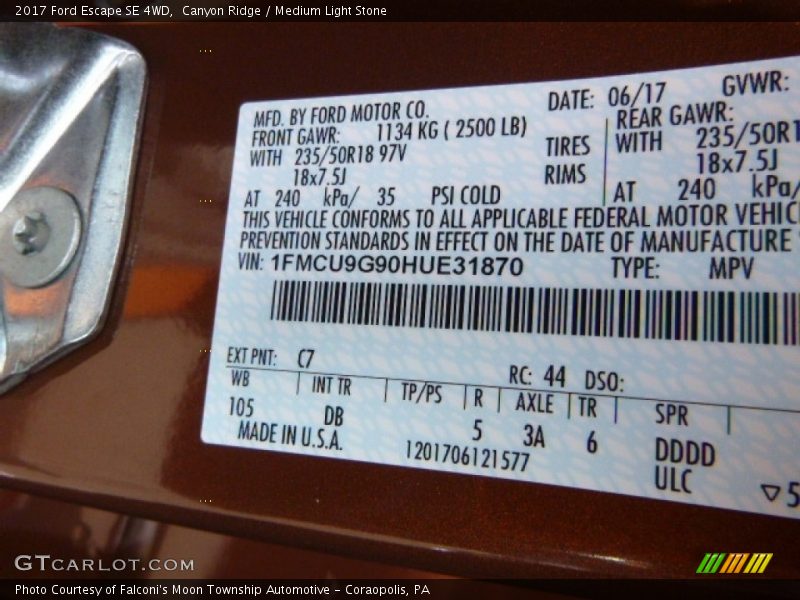 2017 Ford Escape SE 4WD,  Canyon Ridge / Medium Light Stone
MFD. BY FORD MOTOR CO.
DATE: 06/17 GVWR:
FRONT GAWR: 1134 KG ( 2500 LB)
REAR GAWR:
WITH 235/50R18 97V TIRES WITH 235/50R1
18x7.5J RIMS 18x7.5J
AT 240 kPa/ 35 PSI COLD AT 240 kPa/
THIS VEHICLE CONFORMS TO ALL APPLICABLE FEDERAL MOTOR VEHIC
PREVENTION STANDARDS IN EFFECT ON THE DATE OF MANUFACTURE
VIN: 1FMCU9G90HUE31870 TYPE: MPV
EXT PNT: C7 RC: 44 DSO:
WB INT TR TP/PS R AXLE TR SPR
105 DB 5 3A 6 DDDD
MADE IN U.S.A. 1201706121577 ULC 5
GTCARLOT.COM
Photo Courtesy of Falconi's Moon Township Automotive – Coraopolis, PA